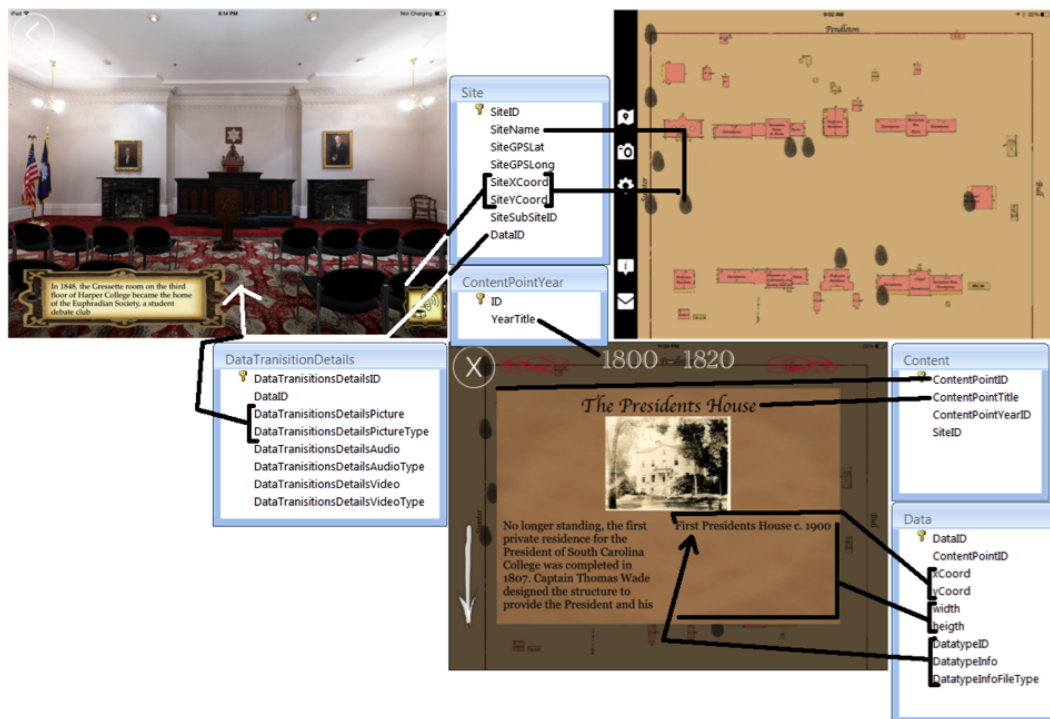 iPad
8:14 PM
Not Charging
In 1848, the Gressette room on the third
floor of Harper College became the home
of the Euphradian Society, a student
debate club
Site
SiteID
SiteName
SiteGPSLat
SiteGPSLong
SiteXCoord
SiteYCoord
SiteSubSiteID
DataID
9:52 AM
32%
Pendleton
Sumter
Bull
ContentPointYear
ID
YearTitle
DataTranisitionDetails
DataTranisitionsDetailsID
DataID
DataTranisitionsDetailsPicture
DataTranisitionsDetailsPictureType
DataTranisitionsDetailsAudio
DataTranisitionsDetailsAudioType
DataTranisitionsDetailsVideo
DataTranisitionsDetailsVideoType
X
1800 1820
The Presidents House
First Presidents House c. 1900
No longer standing, the first
private residence for the
President of South Carolina
College was completed in
1807. Captain Thomas Wade
designed the structure to
provide the President and his
Sumter
Bull
Content
ContentPointID
ContentPointTitle
ContentPointYearID
SiteID
Data
DataID
ContentPointID
xCoord
yCoord
width
heigth
DatatypeID
DatatypeInfo
DatatypeInfoFileType